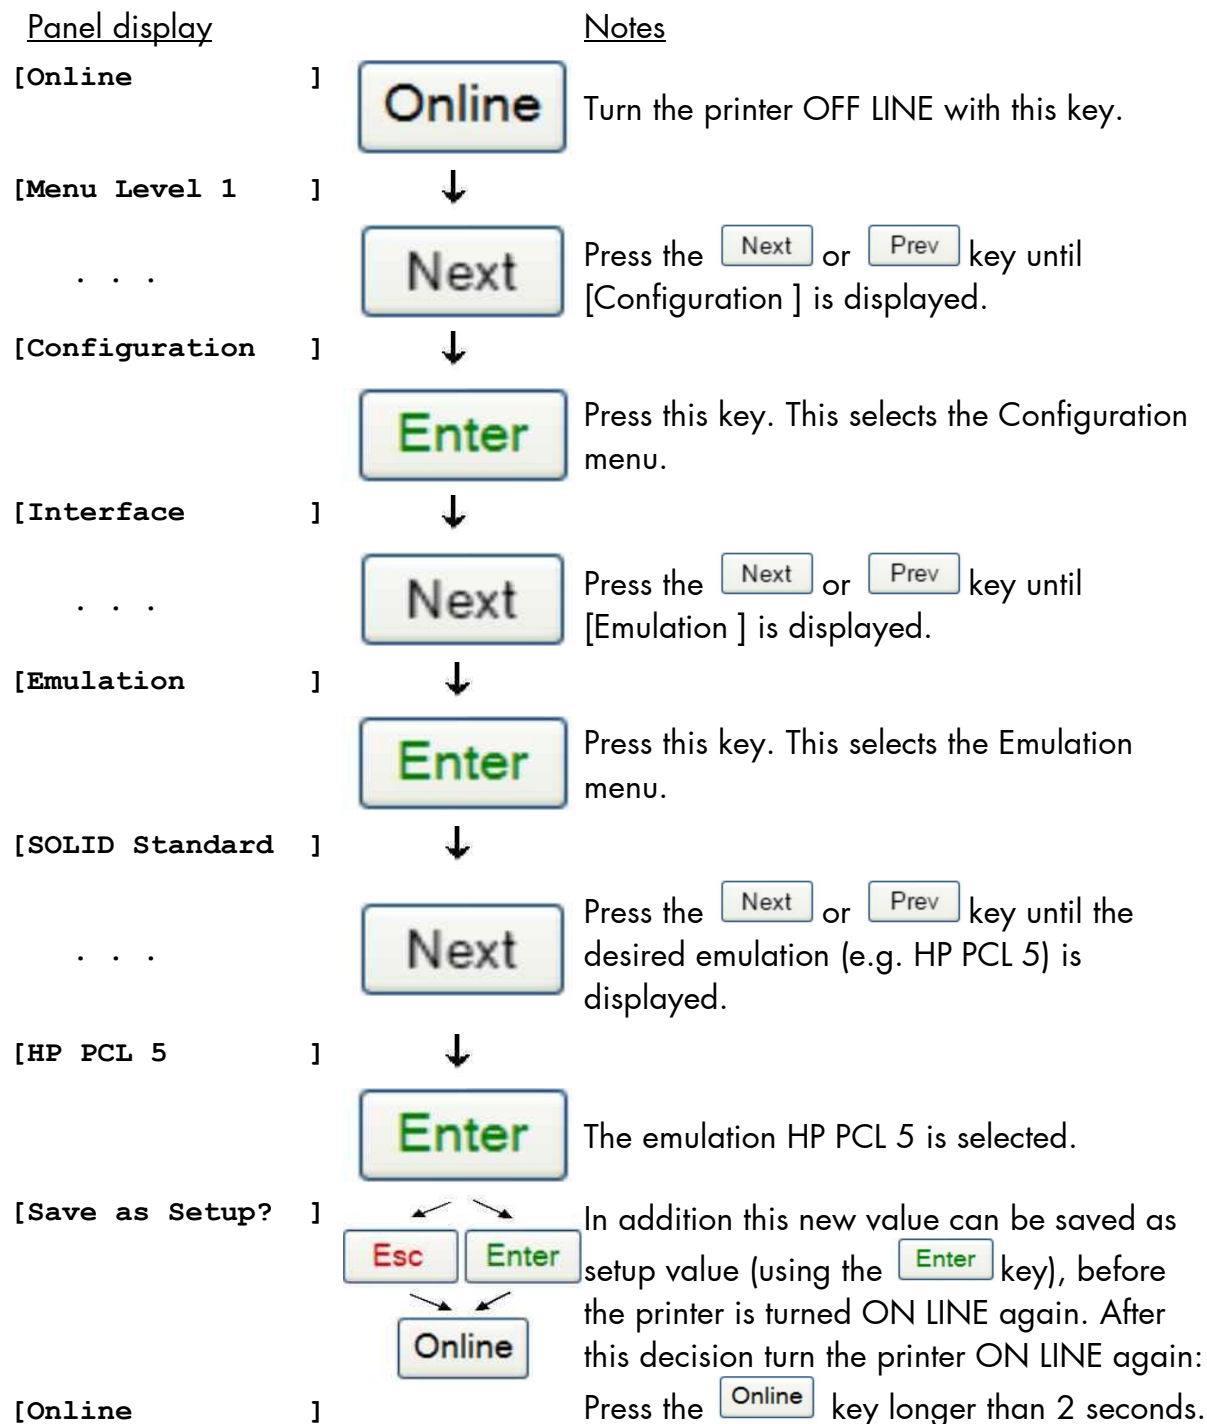 Panel display Notes
[Online ] Online Turn the printer OFF LINE with this key.
[Menu Level 1 ]
. . . Next Press the Next or Prev key until
[Configuration ] is displayed.
[Configuration ]
Enter Press this key. This selects the Configuration
menu.
[Interface ]
. . . Next Press the Next or Prev key until
[Emulation ] is displayed.
[Emulation ]
Enter Press this key. This selects the Emulation
menu.
[SOLID Standard ]
. . . Next Press the Next or Prev key until the
desired emulation (e.g. HP PCL 5) is
displayed.
[HP PCL 5 ]
Enter The emulation HP PCL 5 is selected.
[Save as Setup? ] In addition this new value can be saved as
Esc Enter setup value (using the Enter key), before
the printer is turned ON LINE again. After
Online this decision turn the printer ON LINE again:
[Online ] Press the Online key longer than 2 seconds.